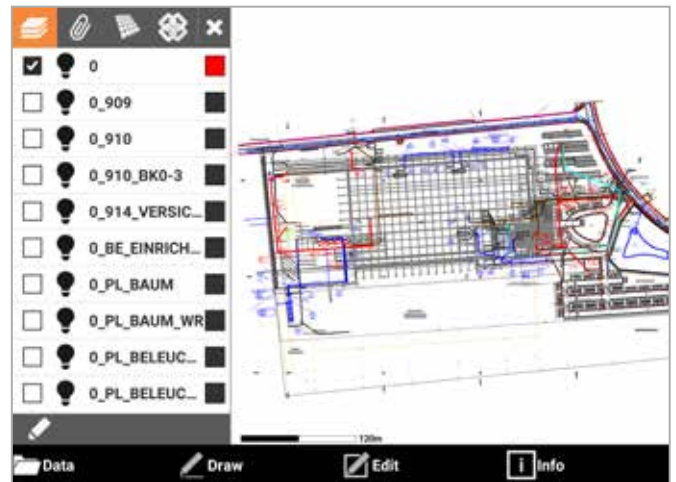 0
0_909
0_910
0_910_BK0-3
0_914_VERSIC...
0_BE_EINRICH...
0_PL_BAUM
0_PL_BAUM_WR
0_PL_BELEUC...
0_PL_BELEUC...
120m
Data
Draw
Edit
Info